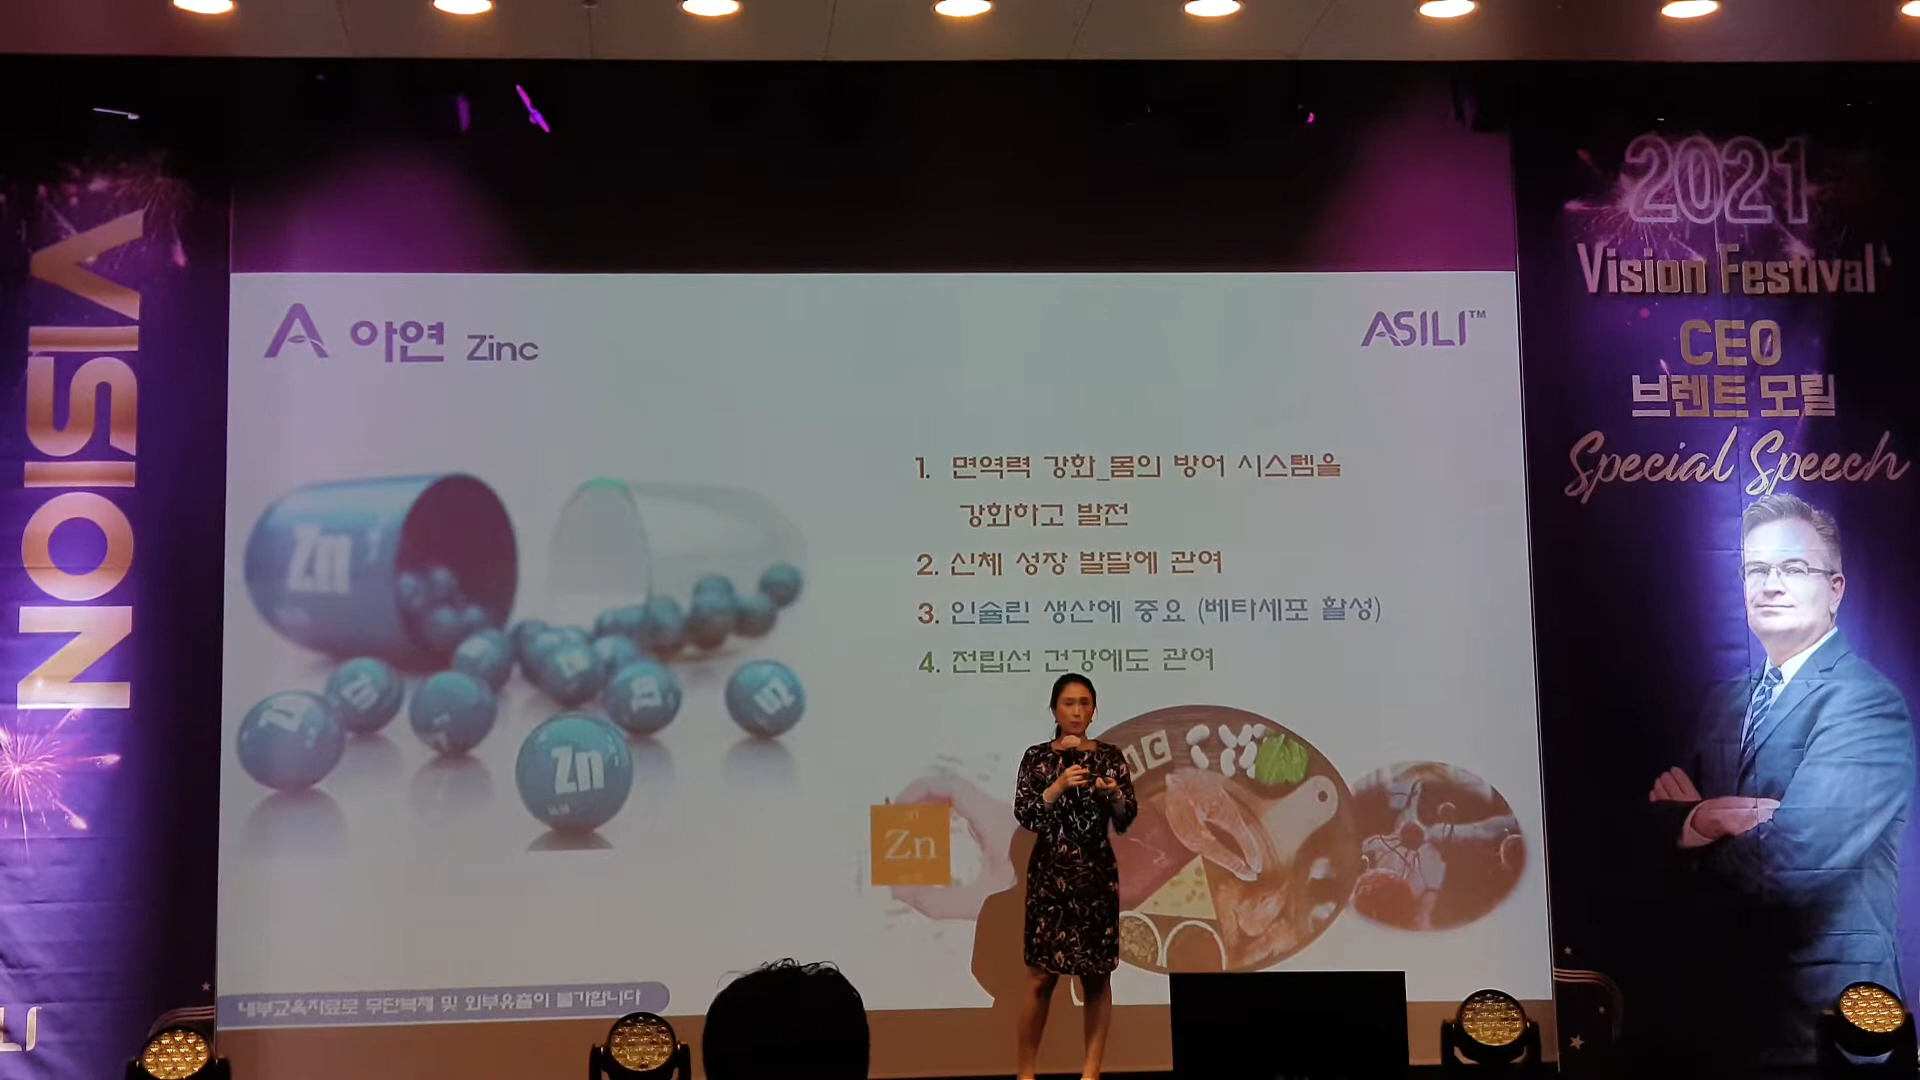 VISION
A 아연 Zinc
ASILI™
1. 면역력 강화_몸의 방어 시스템을
강화하고 발전
2. 신체 성장 발달에 관여
3. 인슐린 생산에 중요 (베타세포 활성)
4. 전립선 건강에도 관여
Zn
Zn
Zn
Zn
내부교육자료로 무단복제 및 외부유출이 불가합니다
2021
Vision Festival
CEO
브렌트 모릴
Special Speech